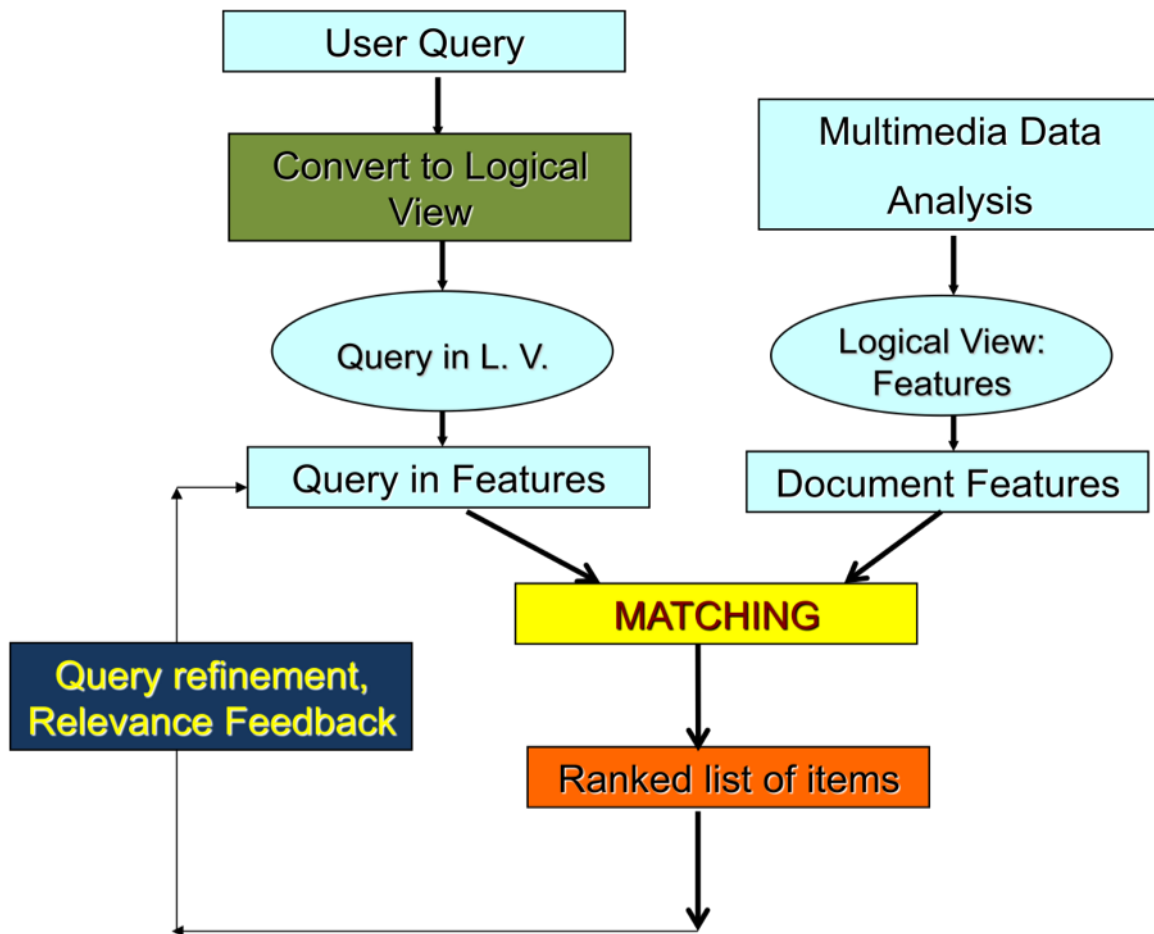 User Query
Convert to Logical
View
Query in L. V.
Query in Features
Multimedia Data
Analysis
Logical View:
Features
Document Features
MATCHING
Query refinement,
Relevance Feedback
Ranked list of items